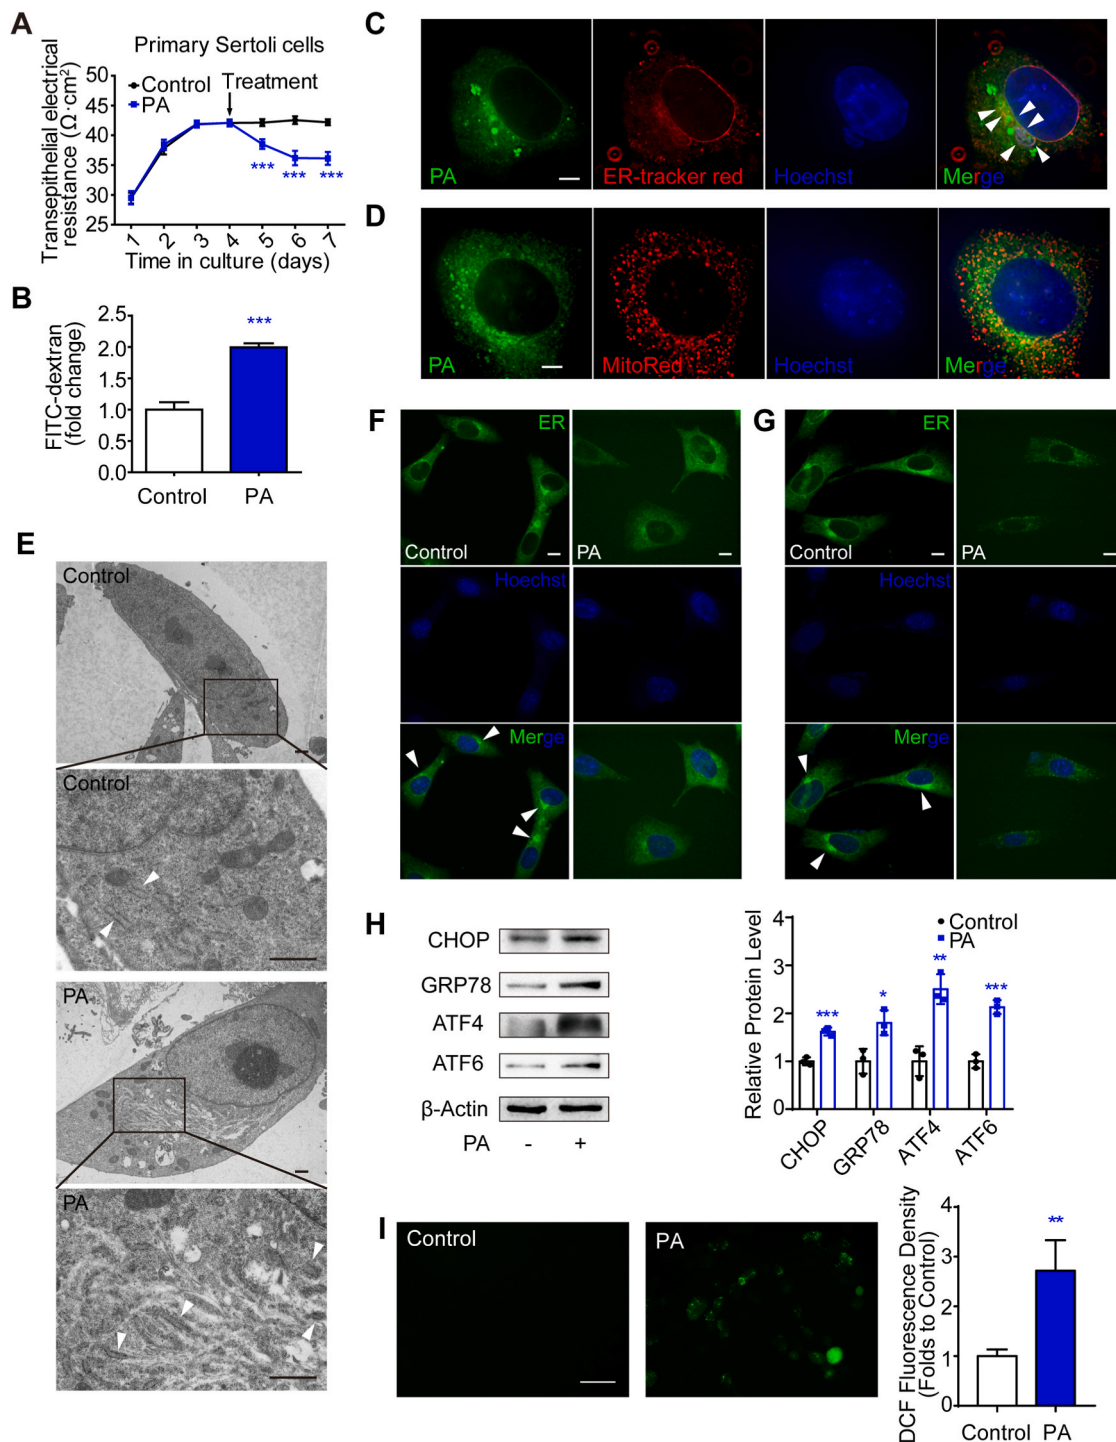 A
Primary Sertoli cells
Transepithelial electrical
resistance (Ω·cm²)
50
45
40
35
30
25
Control
PA
Treatment
***
***
***
1 2 3 4 5 6 7
Time in culture (days)
B
FITC-dextran
(fold change)
2.5
2.0
1.5
1.0
0.5
0.0
***
Control PA
C
PA
ER-tracker red
Hoechst
Merge
D
PA
MitoRed
Hoechst
Merge
E
Control
Control
PA
PA
F
ER
Control
PA
Hoechst
Merge
G
ER
Control
PA
Hoechst
Merge
H
CHOP
GRP78
ATF4
ATF6
β-Actin
PA - +
Relative Protein Level
4
3
2
1
0
Control
PA
***
*
**
***
CHOP
GRP78
ATF4
ATF6
I
Control
PA
DCF Fluorescence Density
(Folds to Control)
4
3
2
1
0
**
Control PA